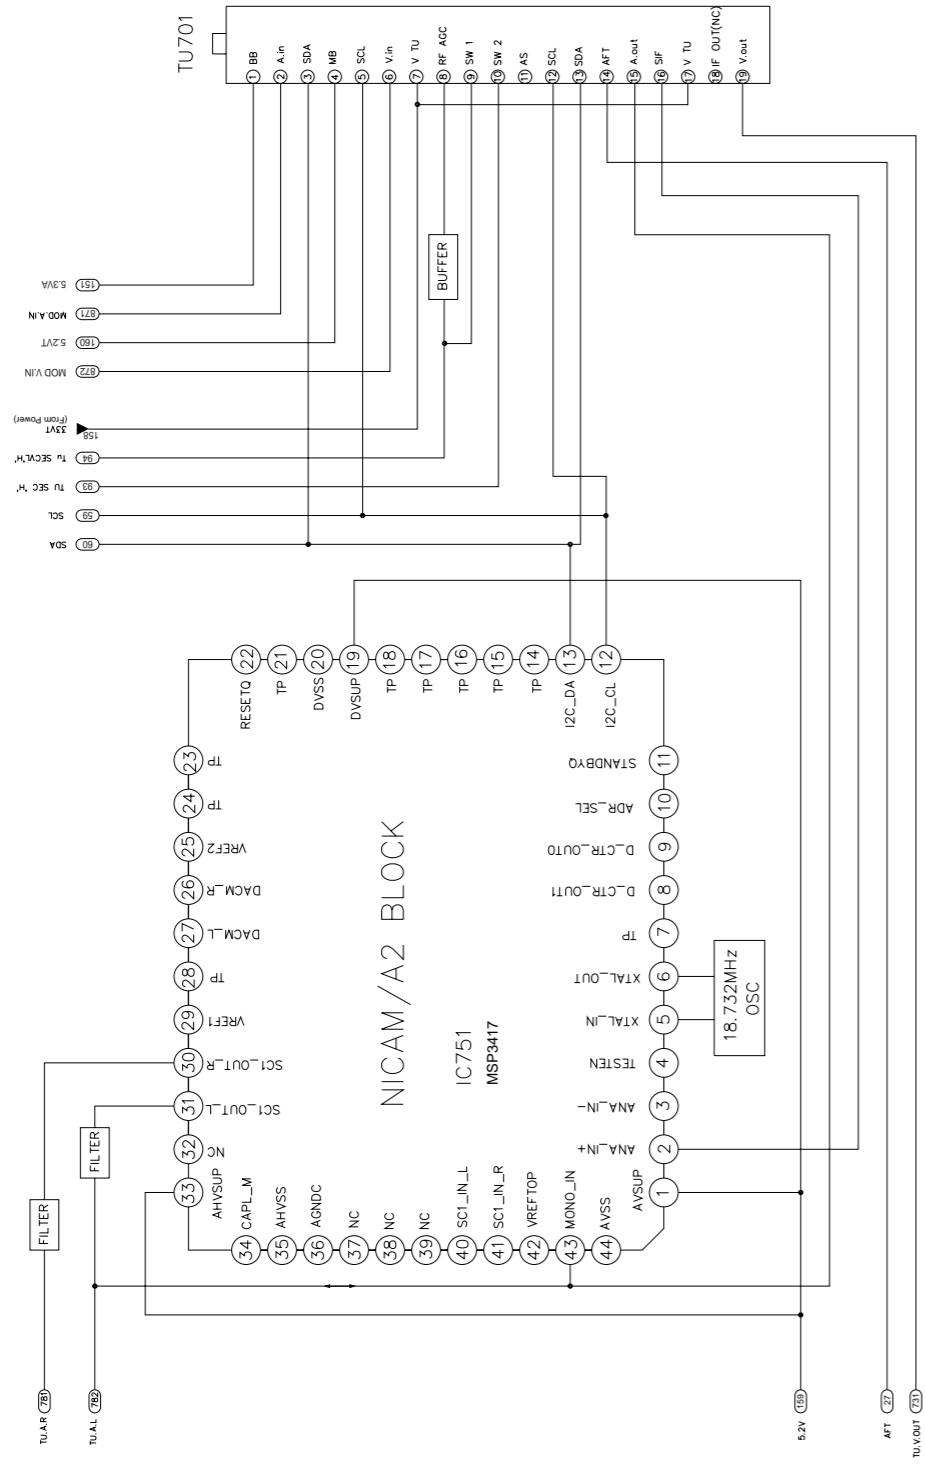 TU701
1 BB
2 A.in
3 SDA
4 MB
5 SCL
6 V.in
7 V TU
8 RF AGC
9 SW 1
10 SW 2
11 AS
12 SCL
13 SDA
14 AFT
15 A.out
16 SIF
17 V TU
18 IF OUT(NC)
19 V.out
BUFFER
5.3VA 151
MOD.A.IN 871
5.2VT 160
MOD V.IN 872
33VT
(From Power)
158
Tu SECVL"H" 94
TU SEC "H" 93
SCL 59
SDA 60
RESETQ 22
TP 21
DVSS 20
DVSUP 19
TP 18
TP 17
TP 16
TP 15
TP 14
I2C_DA 13
I2C_CL 12
23 TP
24 TP
25 VREF2
26 DACM_R
27 DACM_L
28 TP
29 VREF1
30 SC1_OUT_R
31 SC1_OUT_L
32 NC
33 AHVSUP
STANDBYQ 11
ADR_SEL 10
D_CTR_OUT0 9
D_CTR_OUT1 8
TP 7
XTAL_OUT 6
XTAL_IN 5
TESTEN 4
ANA_IN- 3
ANA_IN+ 2
AVSUP 1
NICAM/A2 BLOCK
IC751
MSP3417
18.732MHz
OSC
34 CAPL_M
35 AHVSS
36 AGNDC
37 NC
38 NC
39 NC
40 SC1_IN_L
41 SC1_IN_R
42 VREFTOP
43 MONO_IN
44 AVSS
FILTER
FILTER
TU.A.R 781
TU.A.L 782
5.2V 159
AFT 27
TU.V.OUT 731